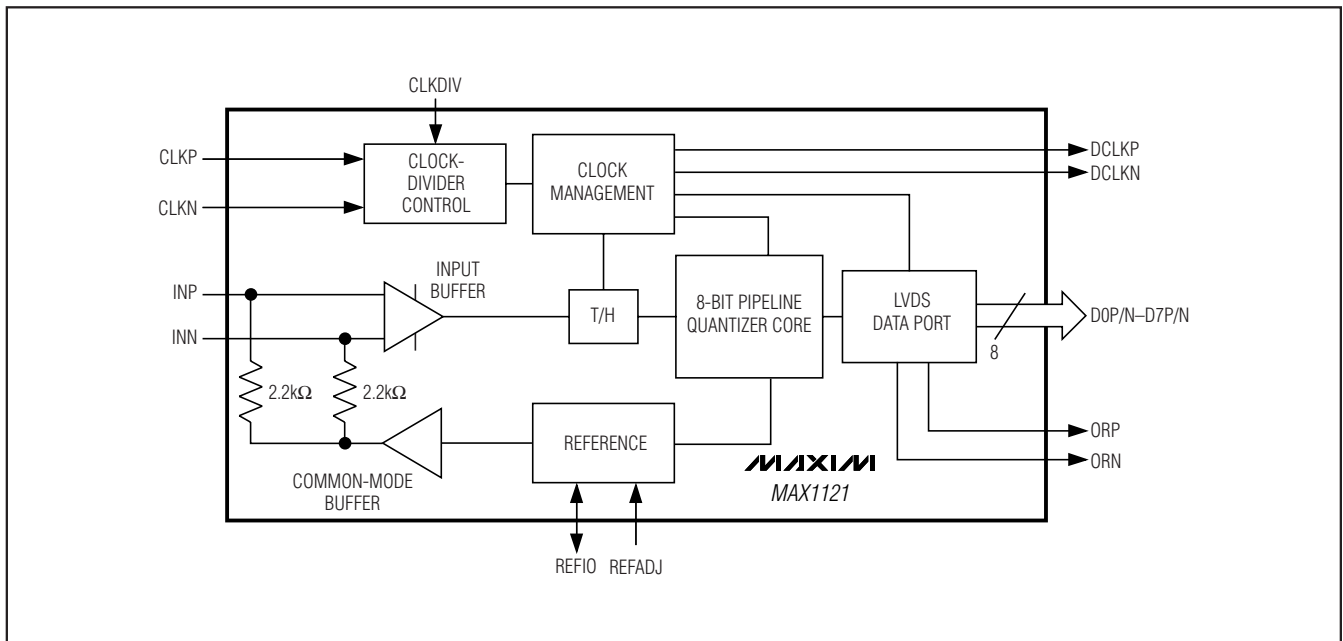 CLKDIV
CLKP
CLKN
CLOCK-
DIVIDER
CONTROL
CLOCK
MANAGEMENT
DCLKP
DCLKN
INP
INN
INPUT
BUFFER
T/H
8-BIT PIPELINE
QUANTIZER CORE
LVDS
DATA PORT
8
D0P/N–D7P/N
2.2kΩ
2.2kΩ
COMMON-MODE
BUFFER
REFERENCE
MAXIM
MAX1121
ORP
ORN
REFIO
REFADJ